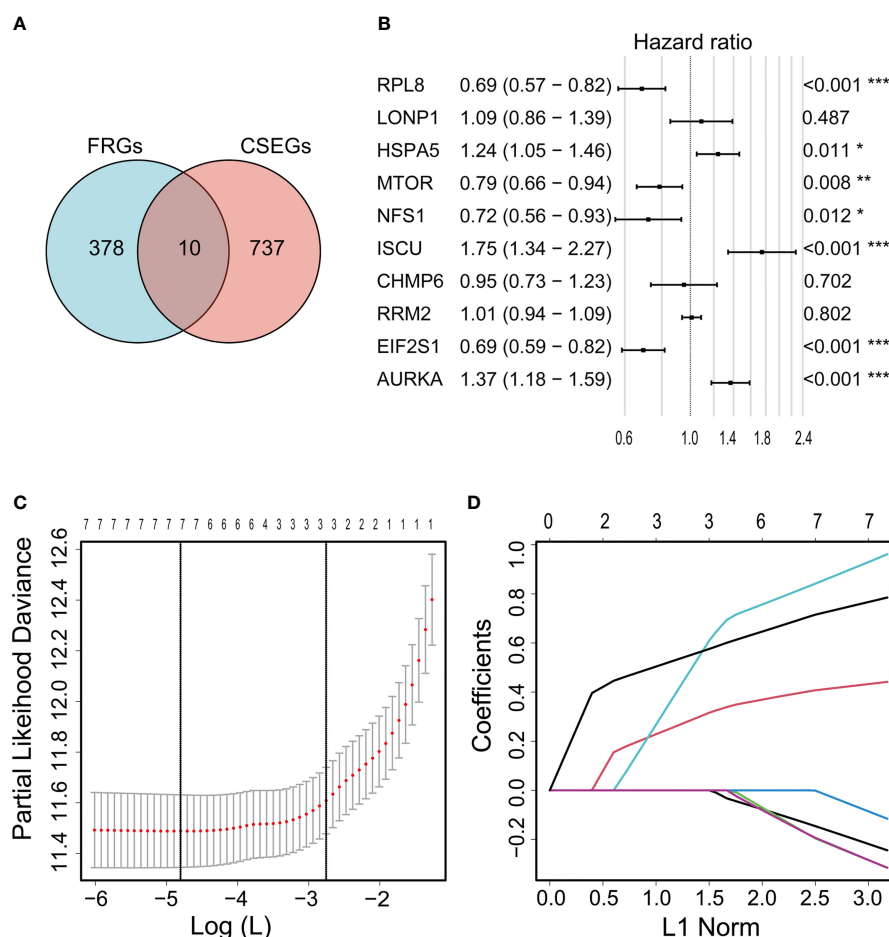 A
FRGs CSEGs
378 10 737
B
Hazard ratio
RPL8 0.69 (0.57 − 0.82) <0.001 ***
LONP1 1.09 (0.86 − 1.39) 0.487
HSPA5 1.24 (1.05 − 1.46) 0.011 *
MTOR 0.79 (0.66 − 0.94) 0.008 **
NFS1 0.72 (0.56 − 0.93) 0.012 *
ISCU 1.75 (1.34 − 2.27) <0.001 ***
CHMP6 0.95 (0.73 − 1.23) 0.702
RRM2 1.01 (0.94 − 1.09) 0.802
EIF2S1 0.69 (0.59 − 0.82) <0.001 ***
AURKA 1.37 (1.18 − 1.59) <0.001 ***
0.6 1.0 1.4 1.8 2.4
C
7 7 7 7 7 7 7 7 6 6 6 6 4 3 3 3 3 3 2 2 2 1 1 1 1
Partial Likeihood Daviance
12.6
12.4
12.2
12.0
11.8
11.6
11.4
−6 −5 −4 −3 −2
Log (L)
D
0 2 3 3 6 7 7
Coefficients
1.0
0.8
0.6
0.4
0.2
0.0
−0.2
0.0 0.5 1.0 1.5 2.0 2.5 3.0
L1 Norm